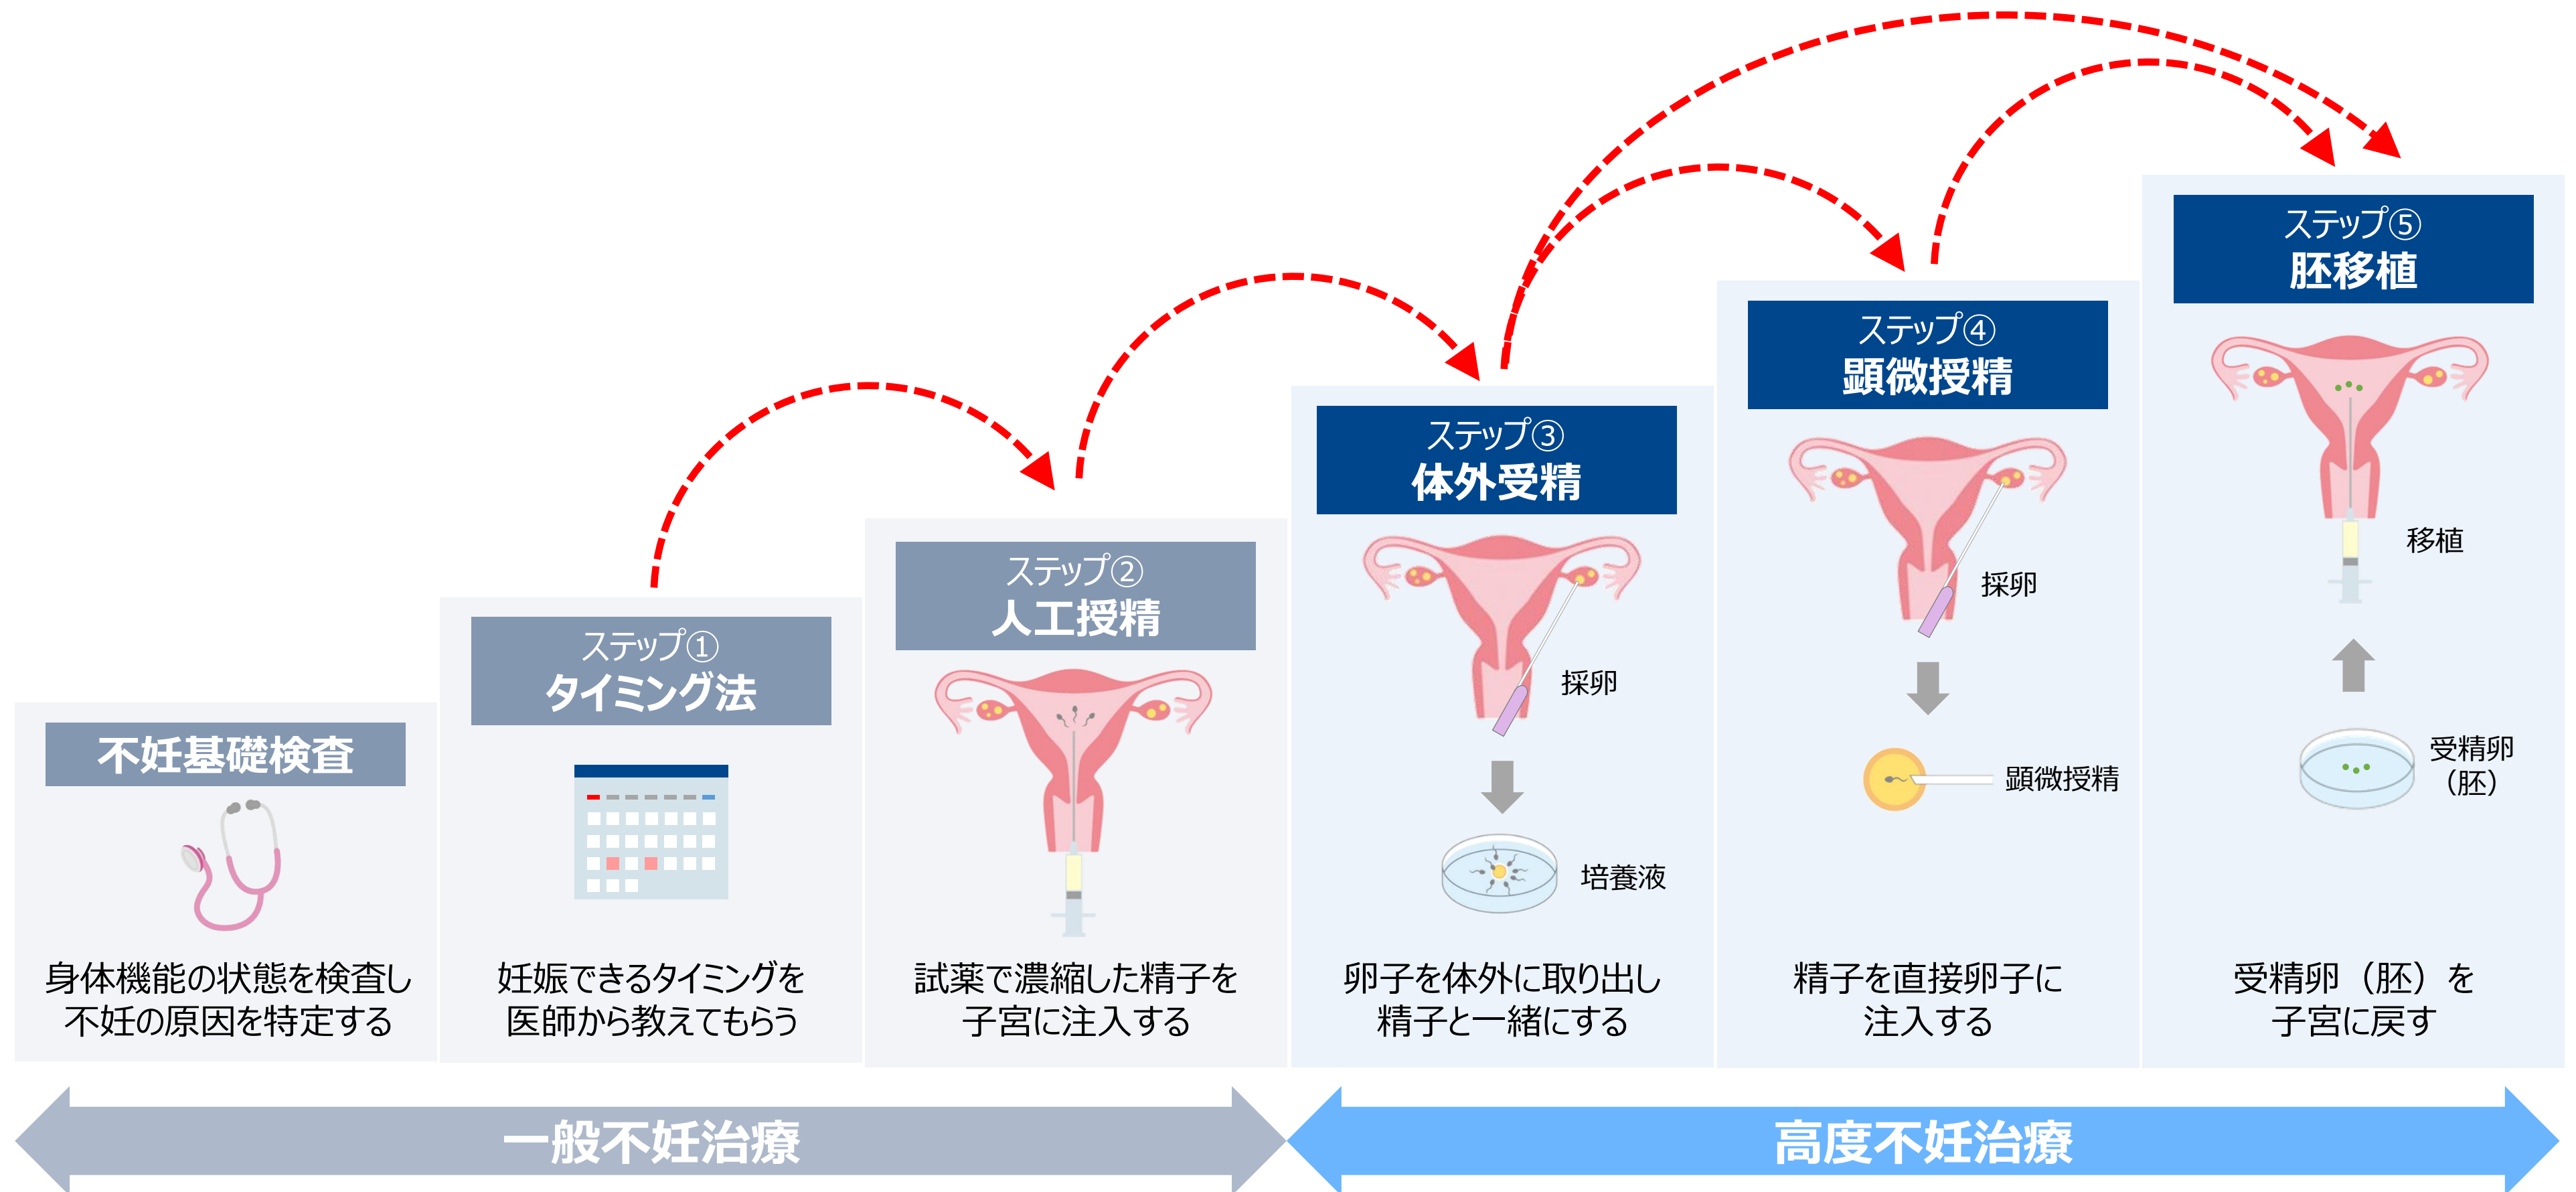 不妊基礎検査
身体機能の状態を検査し
不妊の原因を特定する
ステップ①
タイミング法
妊娠できるタイミングを
医師から教えてもらう
ステップ②
人工授精
試薬で濃縮した精子を
子宮に注入する
ステップ③
体外受精
採卵
培養液
卵子を体外に取り出し
精子と一緒にする
ステップ④
顕微授精
採卵
顕微授精
精子を直接卵子に
注入する
ステップ⑤
胚移植
移植
受精卵
（胚）
受精卵（胚）を
子宮に戻す
一般不妊治療
高度不妊治療